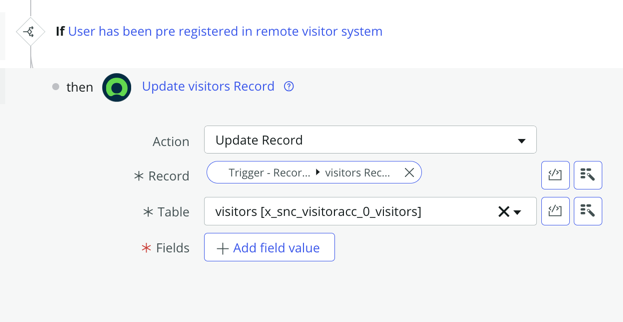 If User has been pre registered in remote visitor system
then Update visitors Record
Action Update Record
* Record Trigger - Recor... visitors Rec...
* Table visitors [x_snc_visitoracc_0_visitors]
* Fields + Add field value